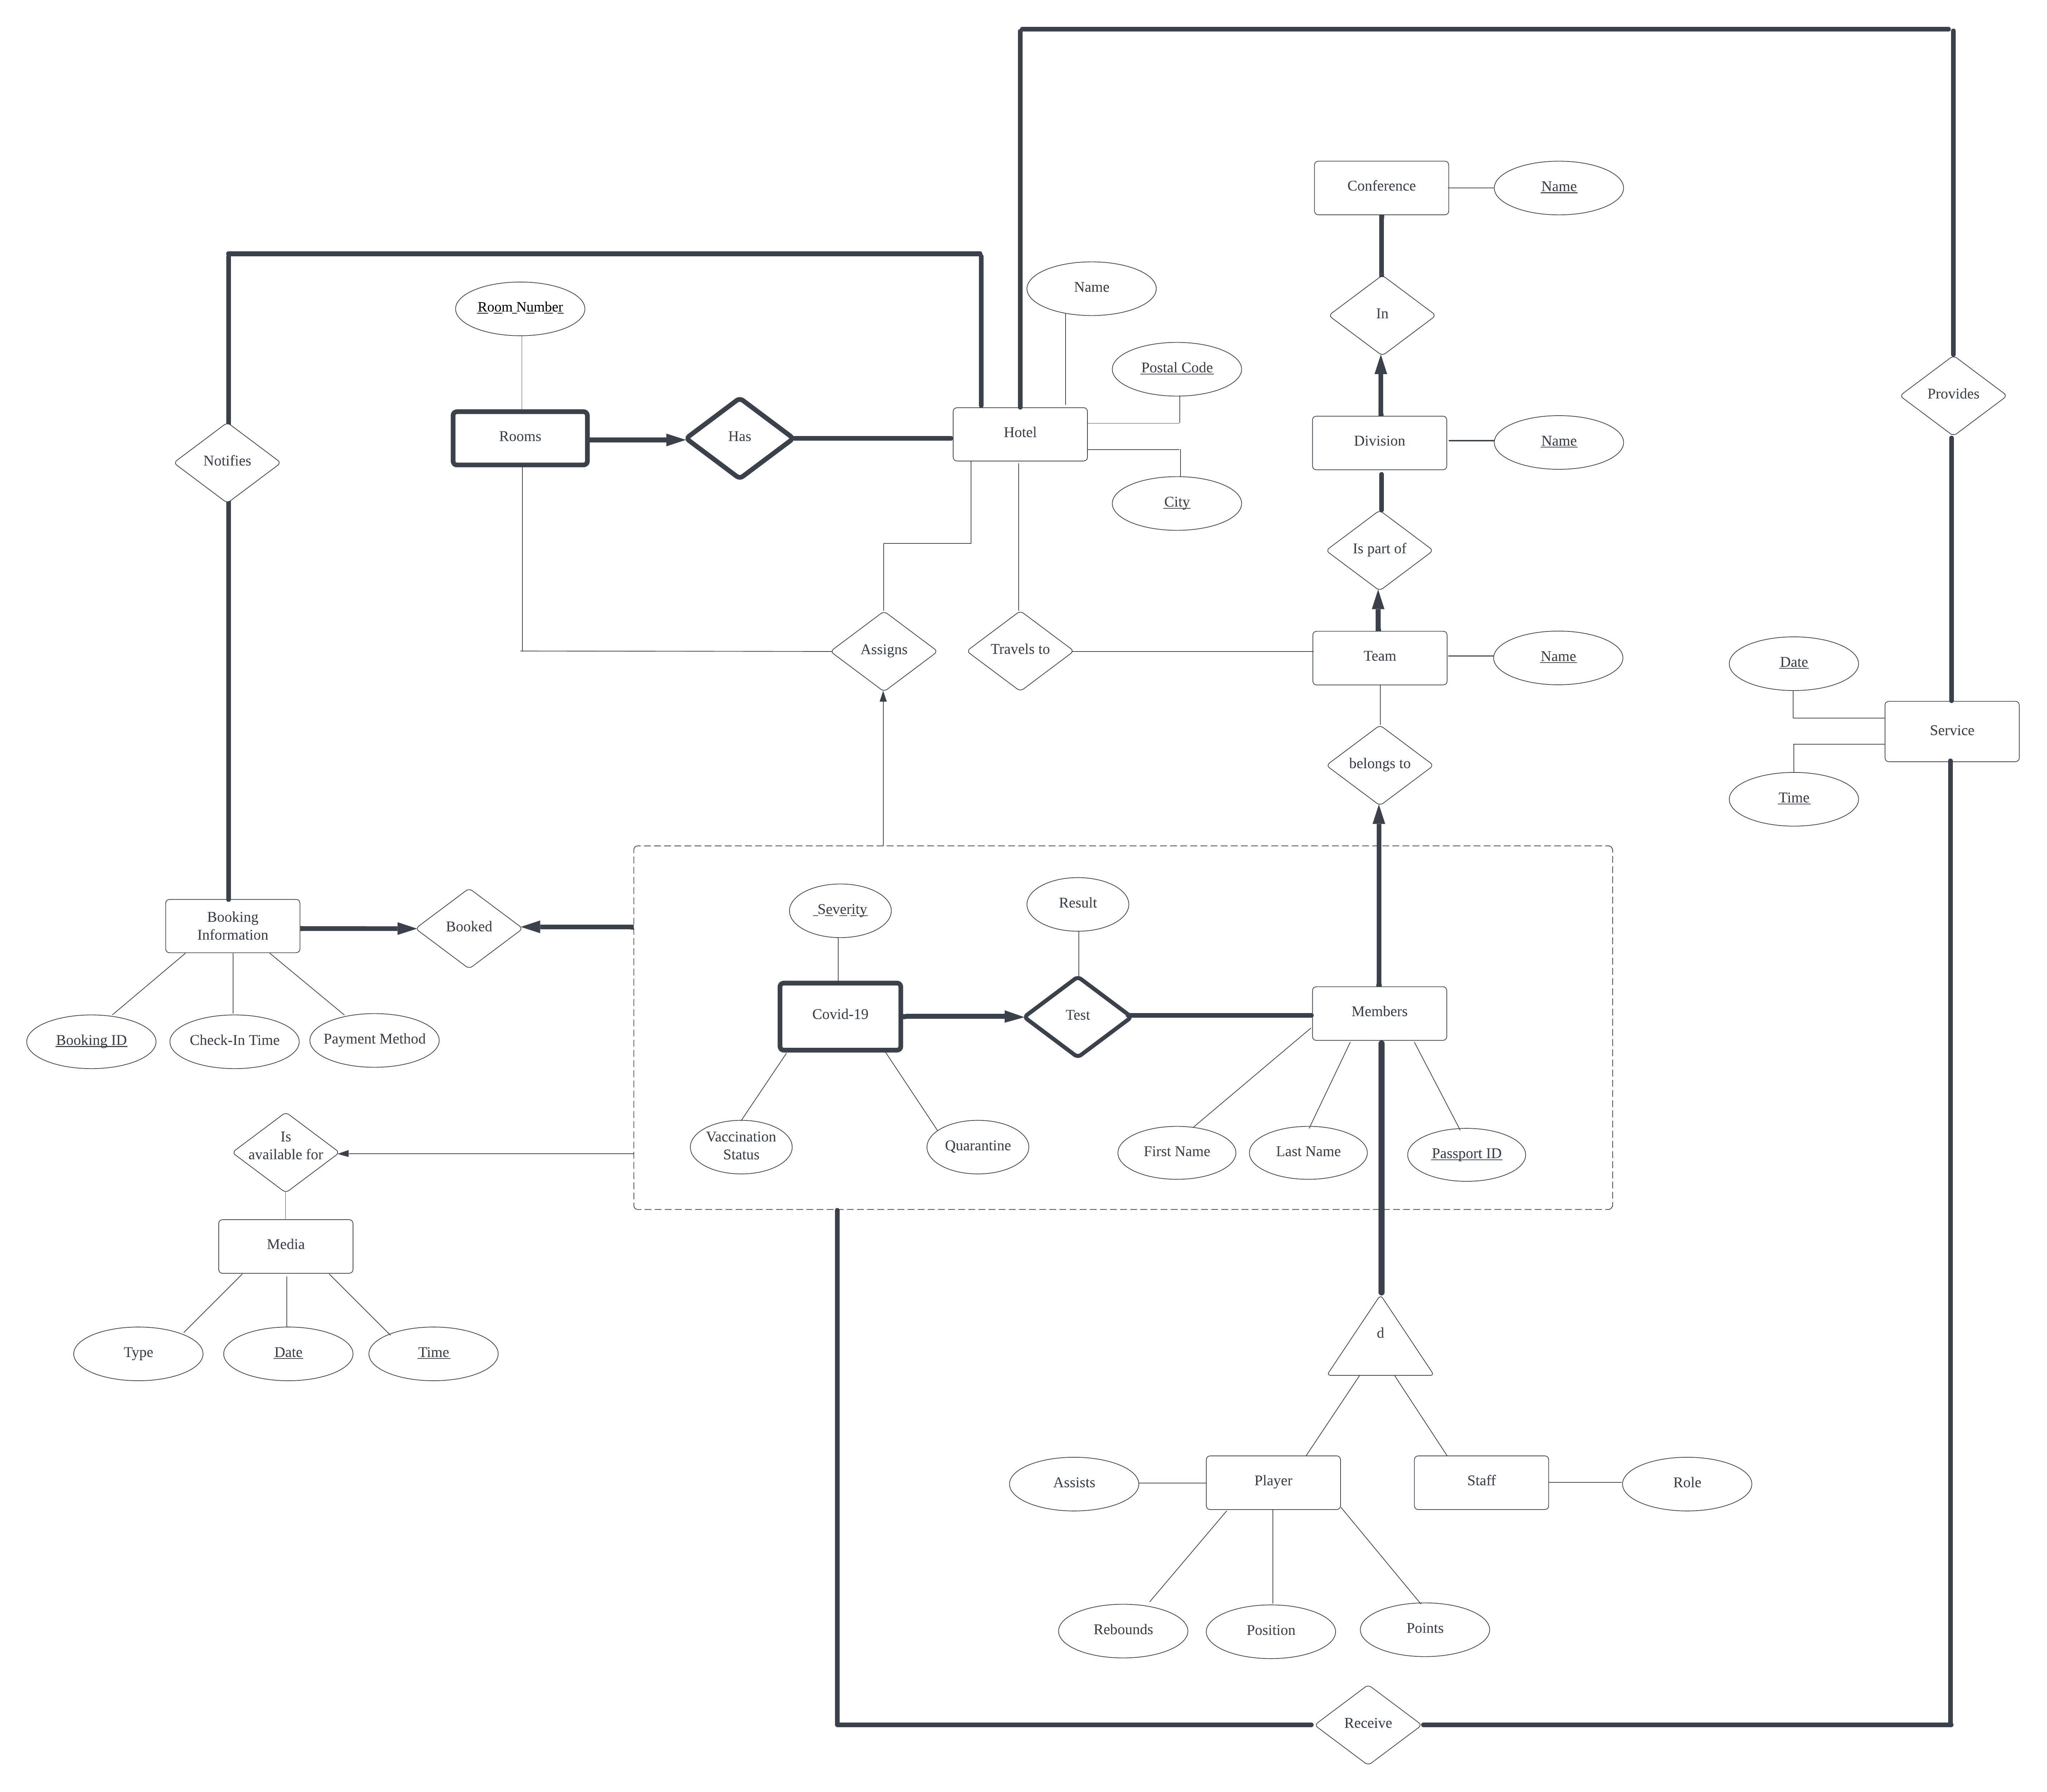 Conference
Name
In
Name
Room Number
Postal Code
Provides
Rooms
Has
Hotel
Division
Name
Notifies
City
Is part of
Assigns
Travels to
Team
Name
Date
Service
belongs to
Time
Severity
Result
Booking
Information
Booked
Covid-19
Test
Members
Booking ID
Check-In Time
Payment Method
Vaccination
Status
Quarantine
First Name
Last Name
Passport ID
Is
available for
Media
Type
Date
Time
d
Assists
Player
Staff
Role
Rebounds
Position
Points
Receive